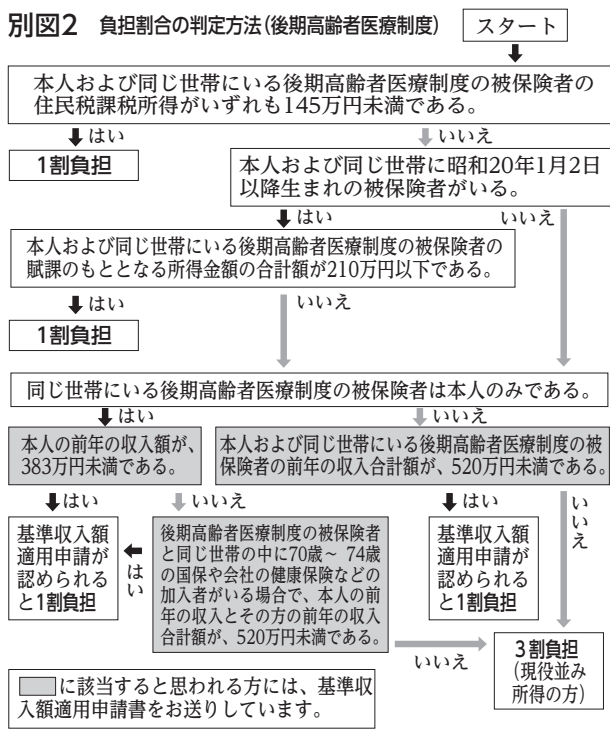 別図2 負担割合の判定方法(後期高齢者医療制度)
スタート
本人および同じ世帯にいる後期高齢者医療制度の被保険者の
住民税課税所得がいずれも145万円未満である。
はい
いいえ
1割負担
本人および同じ世帯に昭和20年1月2日
以降生まれの被保険者がいる。
はい
いいえ
本人および同じ世帯にいる後期高齢者医療制度の被保険者の
賦課のもととなる所得金額の合計額が210万円以下である。
はい
いいえ
1割負担
同じ世帯にいる後期高齢者医療制度の被保険者は本人のみである。
はい
いいえ
本人の前年の収入額が、
383万円未満である。
本人および同じ世帯にいる後期高齢者医療制度の被
保険者の前年の収入合計額が、520万円未満である。
はい
いいえ
はい
いいえ
基準収入額
適用申請が
認められる
と1割負担
はい
後期高齢者医療制度の被保険者
と同じ世帯の中に70歳～74歳
の国保や会社の健康保険などの
加入者がいる場合で、本人の前
年の収入とその方の前年の収入
合計額が、520万円未満である。
基準収入額
適用申請が
認められる
と1割負担
いいえ
3割負担
(現役並み
所得の方)
に該当すると思われる方には、基準収
入額適用申請書をお送りしています。